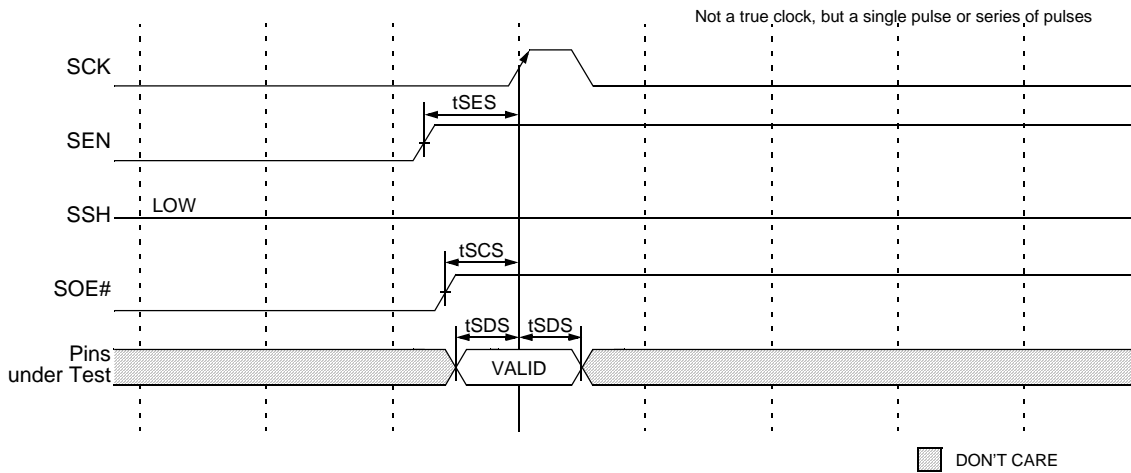 Not a true clock, but a single pulse or series of pulses
SCK
tSES
SEN
SSH LOW
tSCS
SOE#
tSDS tSDS
Pins
under Test
VALID
DON'T CARE